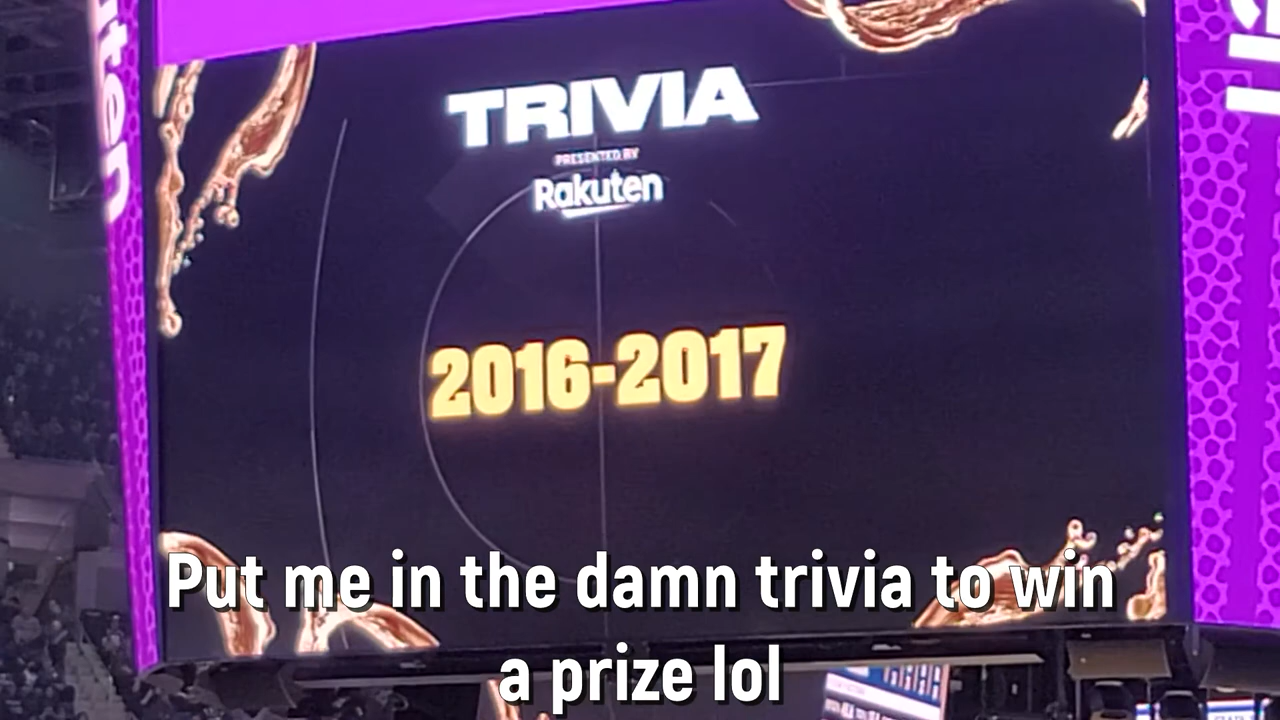 TRIVIA
PRESENTED BY
Rakuten
2016-2017
Put me in the damn trivia to win
a prize lol